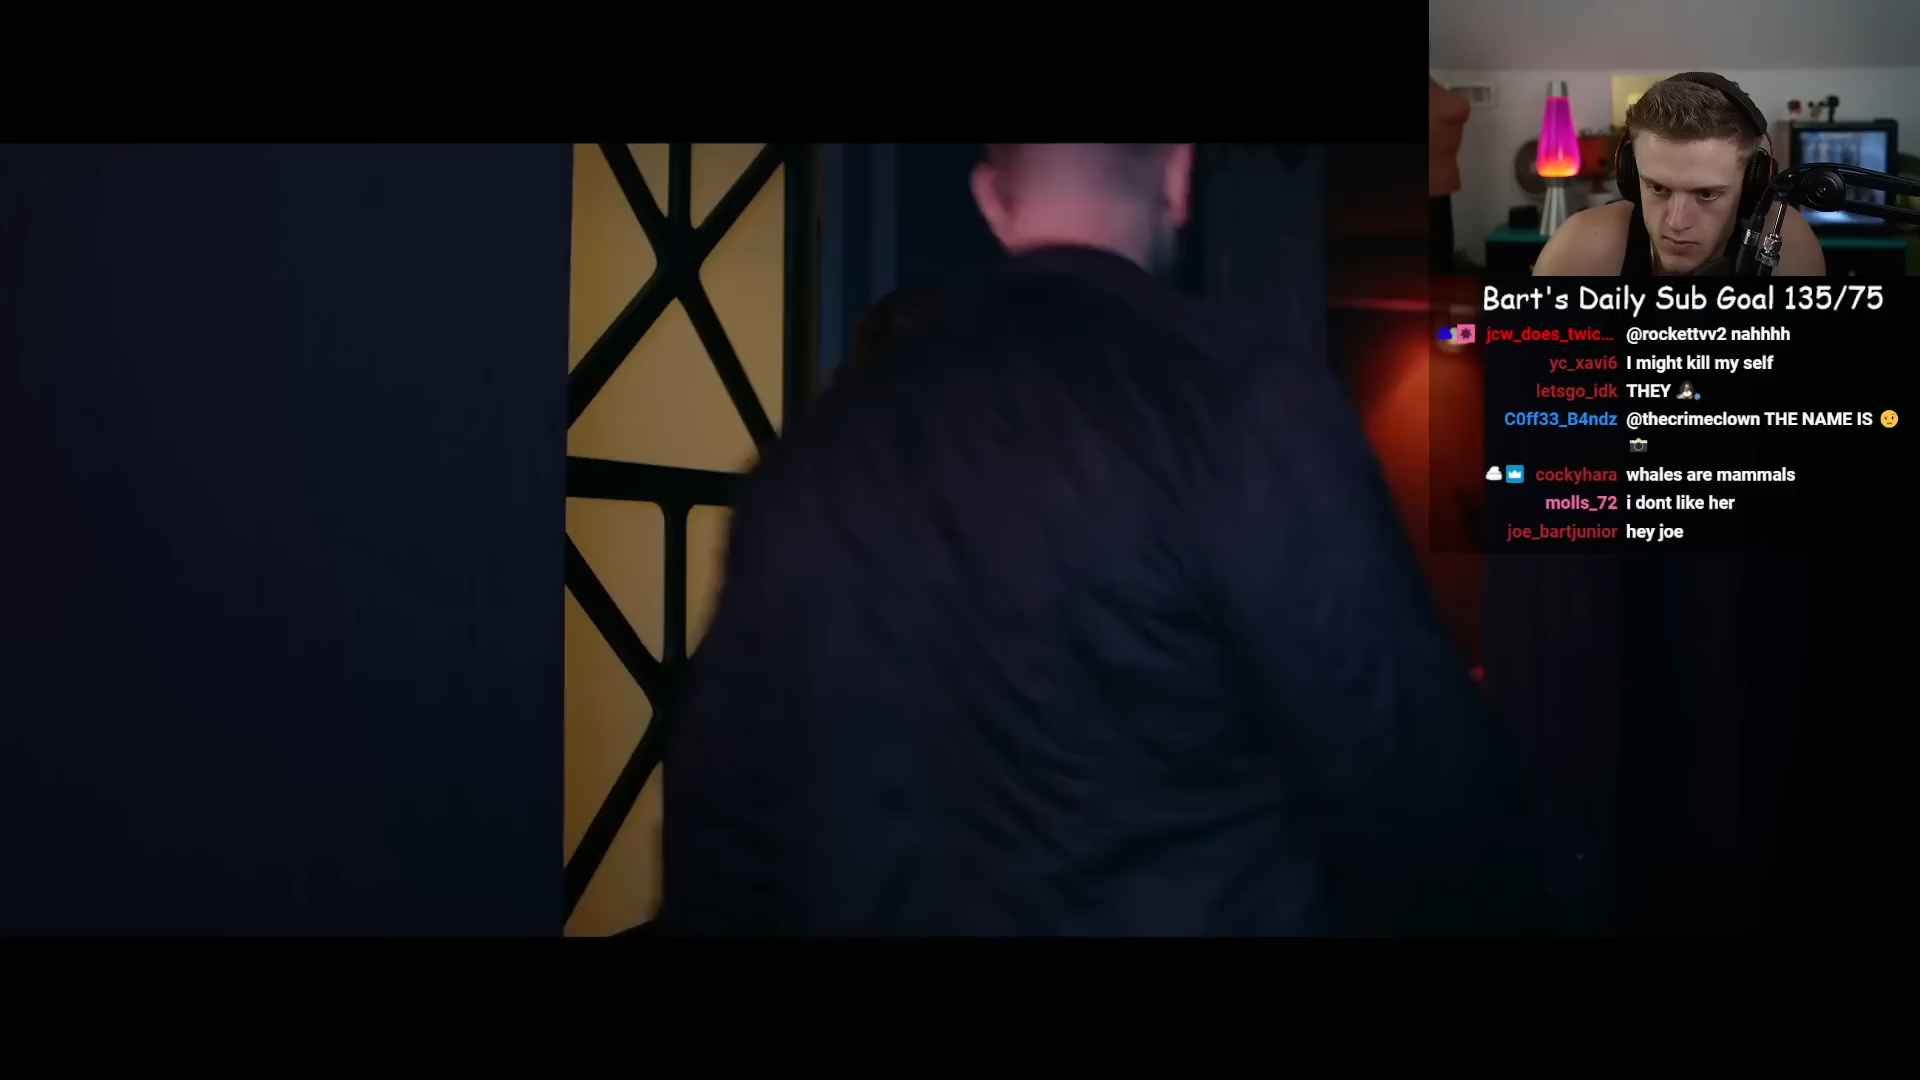 Bart's Daily Sub Goal 135/75
jcw_does_twic... @rockettvv2 nahhhh
yc_xavi6 I might kill my self
letsgo_idk THEY
C0ff33_B4ndz @thecrimeclown THE NAME IS 🤨
📸
cockyhara whales are mammals
molls_72 i dont like her
joe_bartjunior hey joe